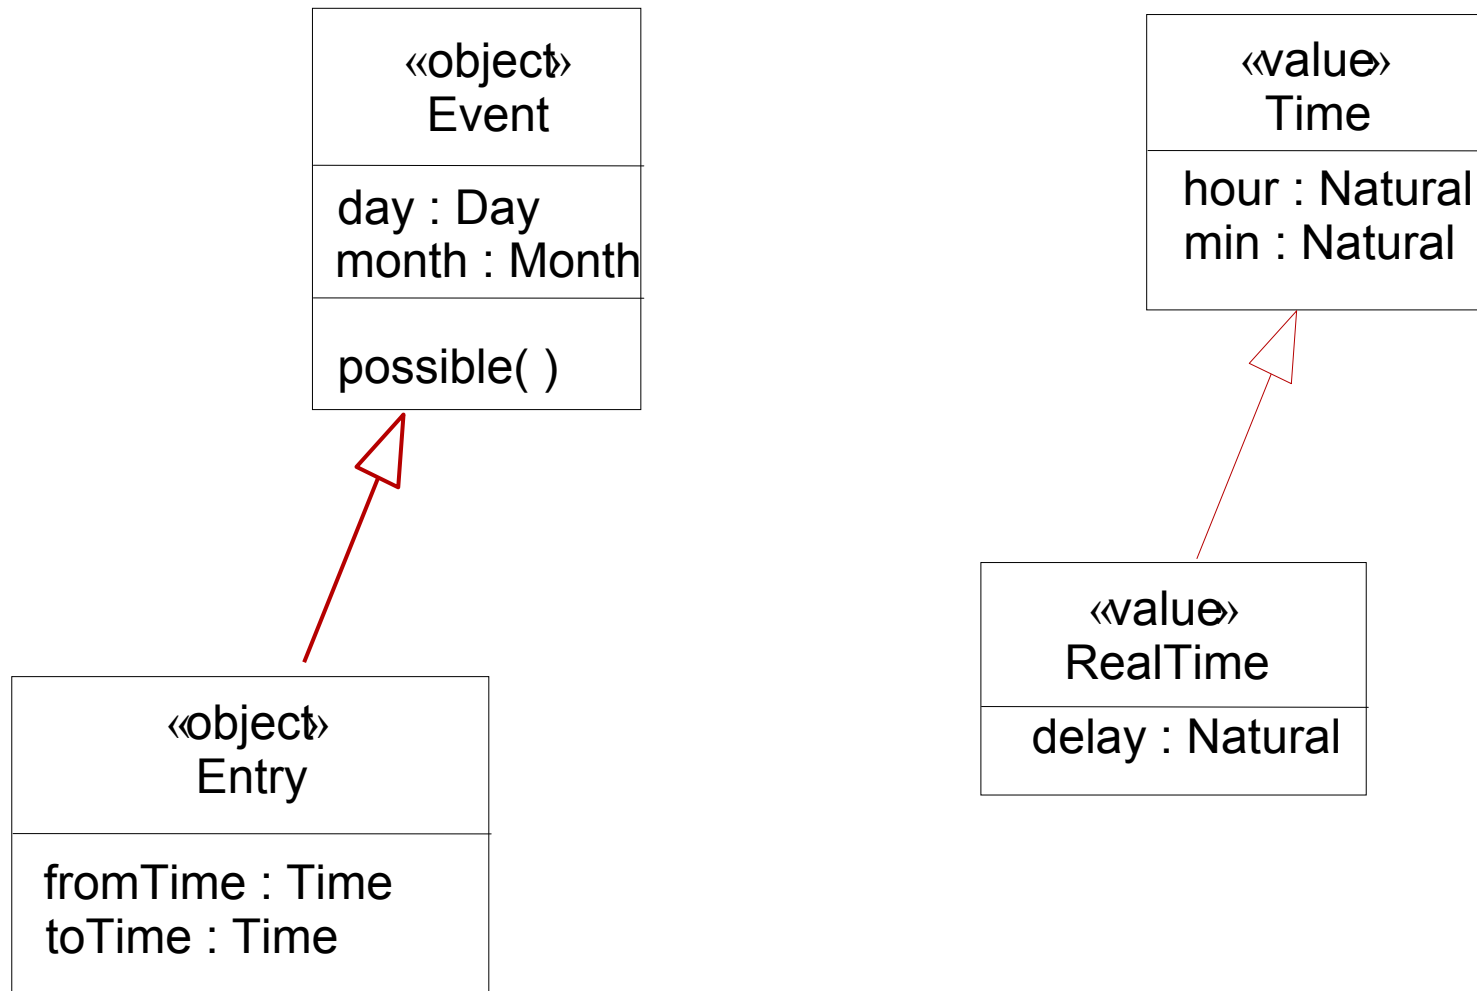 «object»
Event
day : Day
month : Month
possible( )
«value»
Time
hour : Natural
min : Natural
«object»
Entry
fromTime : Time
toTime : Time
«value»
RealTime
delay : Natural